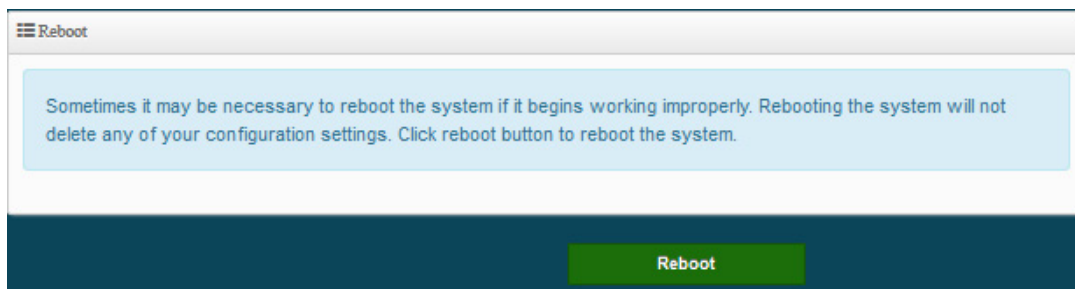 Reboot
Sometimes it may be necessary to reboot the system if it begins working improperly. Rebooting the system will not
delete any of your configuration settings. Click reboot button to reboot the system.
Reboot